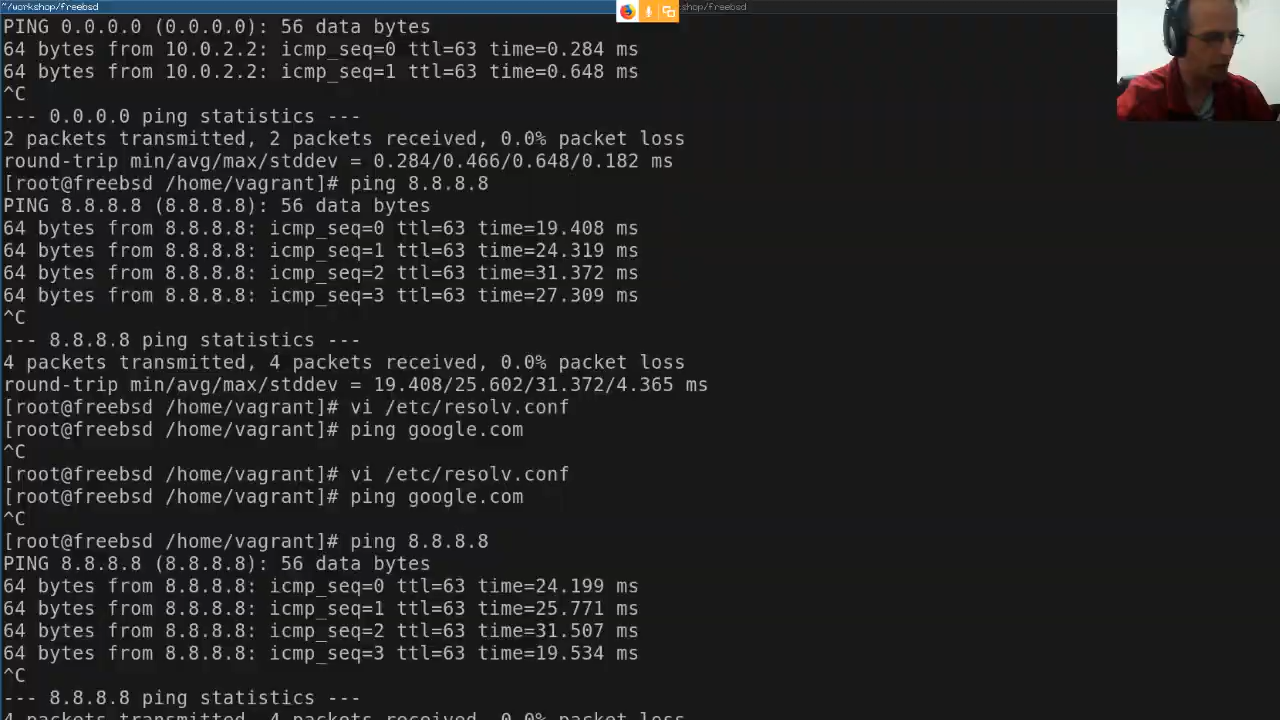 ~/workshop/freebsd
shop/freebsd
PING 0.0.0.0 (0.0.0.0): 56 data bytes
64 bytes from 10.0.2.2: icmp_seq=0 ttl=63 time=0.284 ms
64 bytes from 10.0.2.2: icmp_seq=1 ttl=63 time=0.648 ms
^C
--- 0.0.0.0 ping statistics ---
2 packets transmitted, 2 packets received, 0.0% packet loss
round-trip min/avg/max/stddev = 0.284/0.466/0.648/0.182 ms
[root@freebsd /home/vagrant]# ping 8.8.8.8
PING 8.8.8.8 (8.8.8.8): 56 data bytes
64 bytes from 8.8.8.8: icmp_seq=0 ttl=63 time=19.408 ms
64 bytes from 8.8.8.8: icmp_seq=1 ttl=63 time=24.319 ms
64 bytes from 8.8.8.8: icmp_seq=2 ttl=63 time=31.372 ms
64 bytes from 8.8.8.8: icmp_seq=3 ttl=63 time=27.309 ms
^C
--- 8.8.8.8 ping statistics ---
4 packets transmitted, 4 packets received, 0.0% packet loss
round-trip min/avg/max/stddev = 19.408/25.602/31.372/4.365 ms
[root@freebsd /home/vagrant]# vi /etc/resolv.conf
[root@freebsd /home/vagrant]# ping google.com
^C
[root@freebsd /home/vagrant]# vi /etc/resolv.conf
[root@freebsd /home/vagrant]# ping google.com
^C
[root@freebsd /home/vagrant]# ping 8.8.8.8
PING 8.8.8.8 (8.8.8.8): 56 data bytes
64 bytes from 8.8.8.8: icmp_seq=0 ttl=63 time=24.199 ms
64 bytes from 8.8.8.8: icmp_seq=1 ttl=63 time=25.771 ms
64 bytes from 8.8.8.8: icmp_seq=2 ttl=63 time=31.507 ms
64 bytes from 8.8.8.8: icmp_seq=3 ttl=63 time=19.534 ms
^C
--- 8.8.8.8 ping statistics ---
4 packets transmitted, 4 packets received, 0.0% packet loss